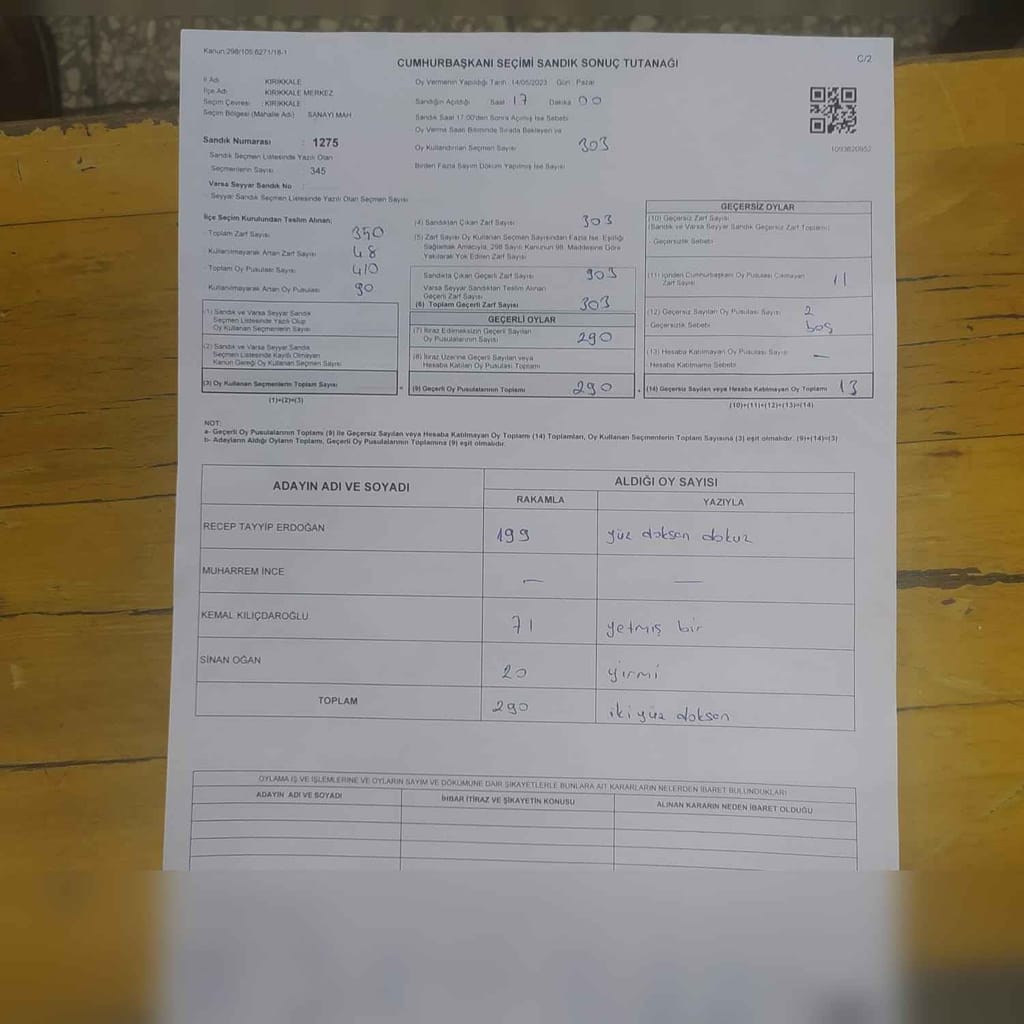 Kanun:298/105 6271/18-1
CUMHURBAŞKANI SEÇİMİ SANDIK SONUÇ TUTANAĞI
C/2
İl Adı KIRIKKALE
İlçe Adı KIRIKKALE MERKEZ
Seçim Çevresi : KIRIKKALE
Seçim Bölgesi (Mahalle Adı) SANAYİ MAH
Oy Vermenin Yapıldığı Tarih : 14/05/2023 Gün : Pazar
Sandığın Açıldığı Saat 17 Dakika 00
Sandık Saat 17.00'den Sonra Açılmış İse Sebebi
Oy Verme Saati Bitiminde Sırada Bekleyen ve
Oy Kullandırılan Seçmen Sayısı 303
Birden Fazla Sayım Döküm Yapılmış İse Sayısı
1093820952
Sandık Numarası : 1275
Sandık Seçmen Listesinde Yazılı Olan
Seçmenlerin Sayısı : 345
Varsa Seyyar Sandık No
Seyyar Sandık Seçmen Listesinde Yazılı Olan Seçmen Sayısı
İlçe Seçim Kurulundan Teslim Alınan;
- Toplam Zarf Sayısı 350
- Kullanılmayarak Artan Zarf Sayısı 48
- Toplam Oy Pusulası Sayısı 410
- Kullanılmayarak Artan Oy Pusulası 90
(1) Sandık ve Varsa Seyyar Sandık
Seçmen Listesinde Yazılı Olup
Oy Kullanan Seçmenlerin Sayısı
(2) Sandık ve Varsa Seyyar Sandık
Seçmen Listesinde Kayıtlı Olmayan
Kanun Gereği Oy Kullanan Seçmen Sayısı
(3) Oy Kullanan Seçmenlerin Toplam Sayısı =
(1)+(2)=(3)
(4) Sandıktan Çıkan Zarf Sayısı 303
(5) Zarf Sayısı Oy Kullanan Seçmen Sayısından Fazla İse, Eşitliği
Sağlamak Amacıyla, 298 Sayılı Kanunun 98. Maddesine Göre
Yakılarak Yok Edilen Zarf Sayısı
Sandıkta Çıkan Geçerli Zarf Sayısı 303
Varsa Seyyar Sandıktan Teslim Alınan
Geçerli Zarf Sayısı
(6) Toplam Geçerli Zarf Sayısı 303
GEÇERLİ OYLAR
(7) İtiraz Edilmeksizin Geçerli Sayılan
Oy Pusulalarının Sayısı 290
(8) İtiraz Üzerine Geçerli Sayılan veya
Hesaba Katılan Oy Pusulası Toplamı
(9) Geçerli Oy Pusulalarının Toplamı 290 +
GEÇERSİZ OYLAR
(10) Geçersiz Zarf Sayısı
(Sandık ve Varsa Seyyar Sandık Geçersiz Zarf Toplamı)
- Geçersizlik Sebebi
(11) İçinden Cumhurbaşkanı Oy Pusulası Çıkmayan
Zarf Sayısı 11
(12) Geçersiz Sayılan Oy Pusulası Sayısı 2
- Geçersizlik Sebebi boş
(13) Hesaba Katılmayan Oy Pusulası Sayısı —
- Hesaba Katılmama Sebebi
(14) Geçersiz Sayılan veya Hesaba Katılmayan Oy Toplamı 13
(10)+(11)+(12)+(13)=(14)
NOT:
a- Geçerli Oy Pusulalarının Toplamı (9) ile Geçersiz Sayılan veya Hesaba Katılmayan Oy Toplamı (14) Toplamları, Oy Kullanan Seçmenlerin Toplam Sayısına (3) eşit olmalıdır. (9)+(14)=(3)
b- Adayların Aldığı Oyların Toplamı, Geçerli Oy Pusulalarının Toplamına (9) eşit olmalıdır.
ADAYIN ADI VE SOYADI
ALDIĞI OY SAYISI
RAKAMLA YAZIYLA
RECEP TAYYİP ERDOĞAN 199 yüz doksan dokuz
MUHARREM İNCE — —
KEMAL KILIÇDAROĞLU 71 yetmiş bir
SİNAN OĞAN 20 yirmi
TOPLAM 290 iki yüz doksan
OYLAMA İŞ VE İŞLEMLERİNE VE OYLARIN SAYIM VE DÖKÜMÜNE DAİR ŞİKAYETLERLE BUNLARA AİT KARARLARIN NELERDEN İBARET BULUNDUKLARI
ADAYIN ADI VE SOYADI İHBAR İTİRAZ VE ŞİKAYETİN KONUSU ALINAN KARARIN NEDEN İBARET OLDUĞU